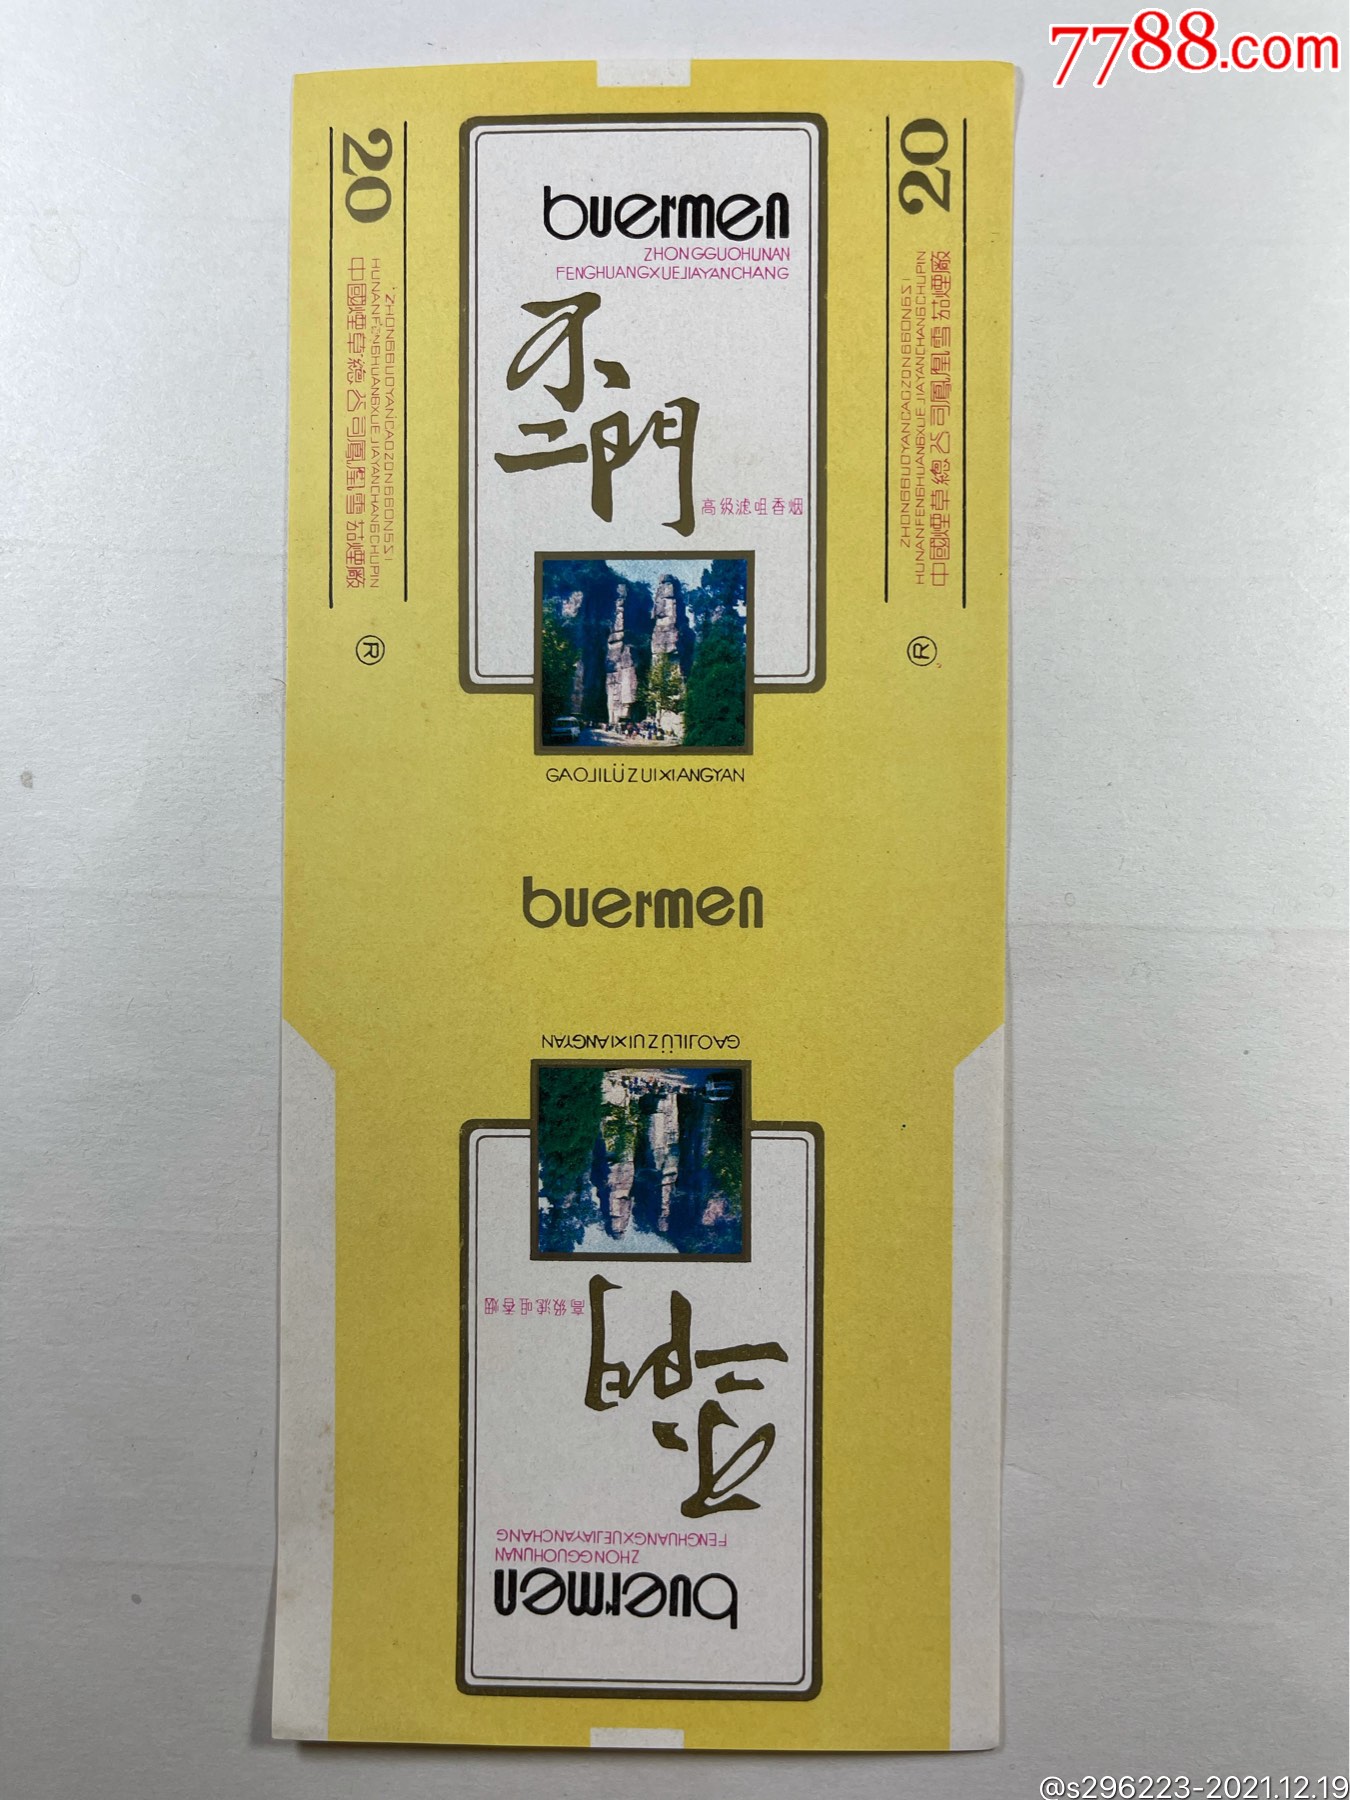 7788.com
20
ZHONGGUOYANCAOZONGGONGSI
HUNANFENGHUANGXUEJIAYANCHANGCHUPIN
中國煙草總公司鳳凰雪茄煙廠
R
buermen
ZHONGGUOHUNAN
FENGHUANGXUEJIAYANCHANG
不
二門
高级滤咀香烟
GAOJILÜZUIXIANGYAN
20
ZHONGGUOYANCAOZONGGONGSI
HUNANFENGHUANGXUEJIAYANCHANGCHUPIN
中國煙草總公司鳳凰雪茄煙廠
R
buermen
GAOJILÜZUIXIANGYAN
高级滤咀香烟
不
二門
ZHONGGUOHUNAN
FENGHUANGXUEJIAYANCHANG
buermen
@s296223-2021.12.19